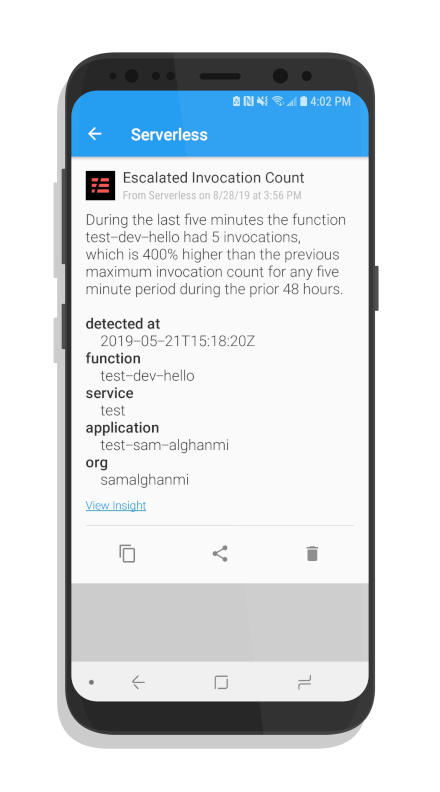 4:02 PM
Serverless
Escalated Invocation Count
From Serverless on 8/28/19 at 3:56 PM
During the last five minutes the function
test-dev-hello had 5 invocations,
which is 400% higher than the previous
maximum invocation count for any five
minute period during the prior 48 hours.
detected at
2019-05-21T15:18:20Z
function
test-dev-hello
service
test
application
test-sam-alghanmi
org
samalghanmi
View Insight